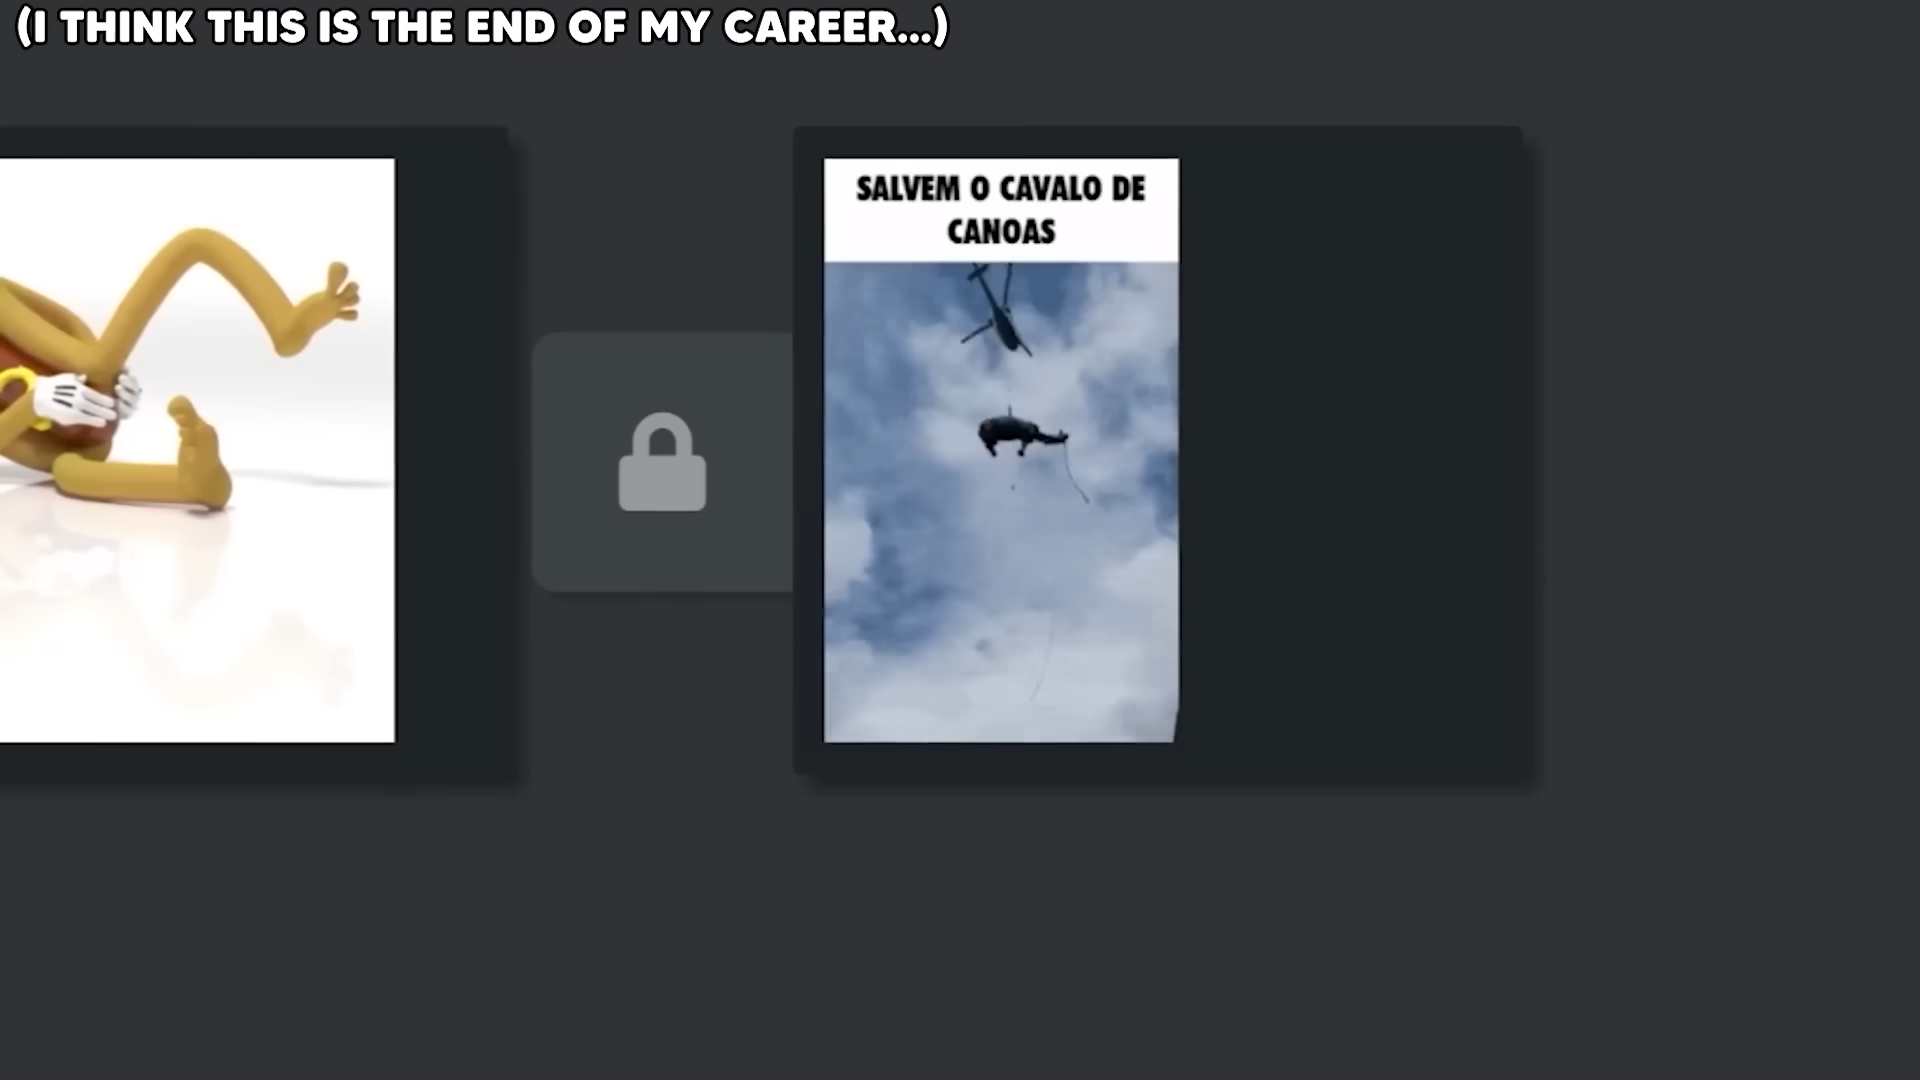 (I THINK THIS IS THE END OF MY CAREER...)
SALVEM O CAVALO DE
CANOAS